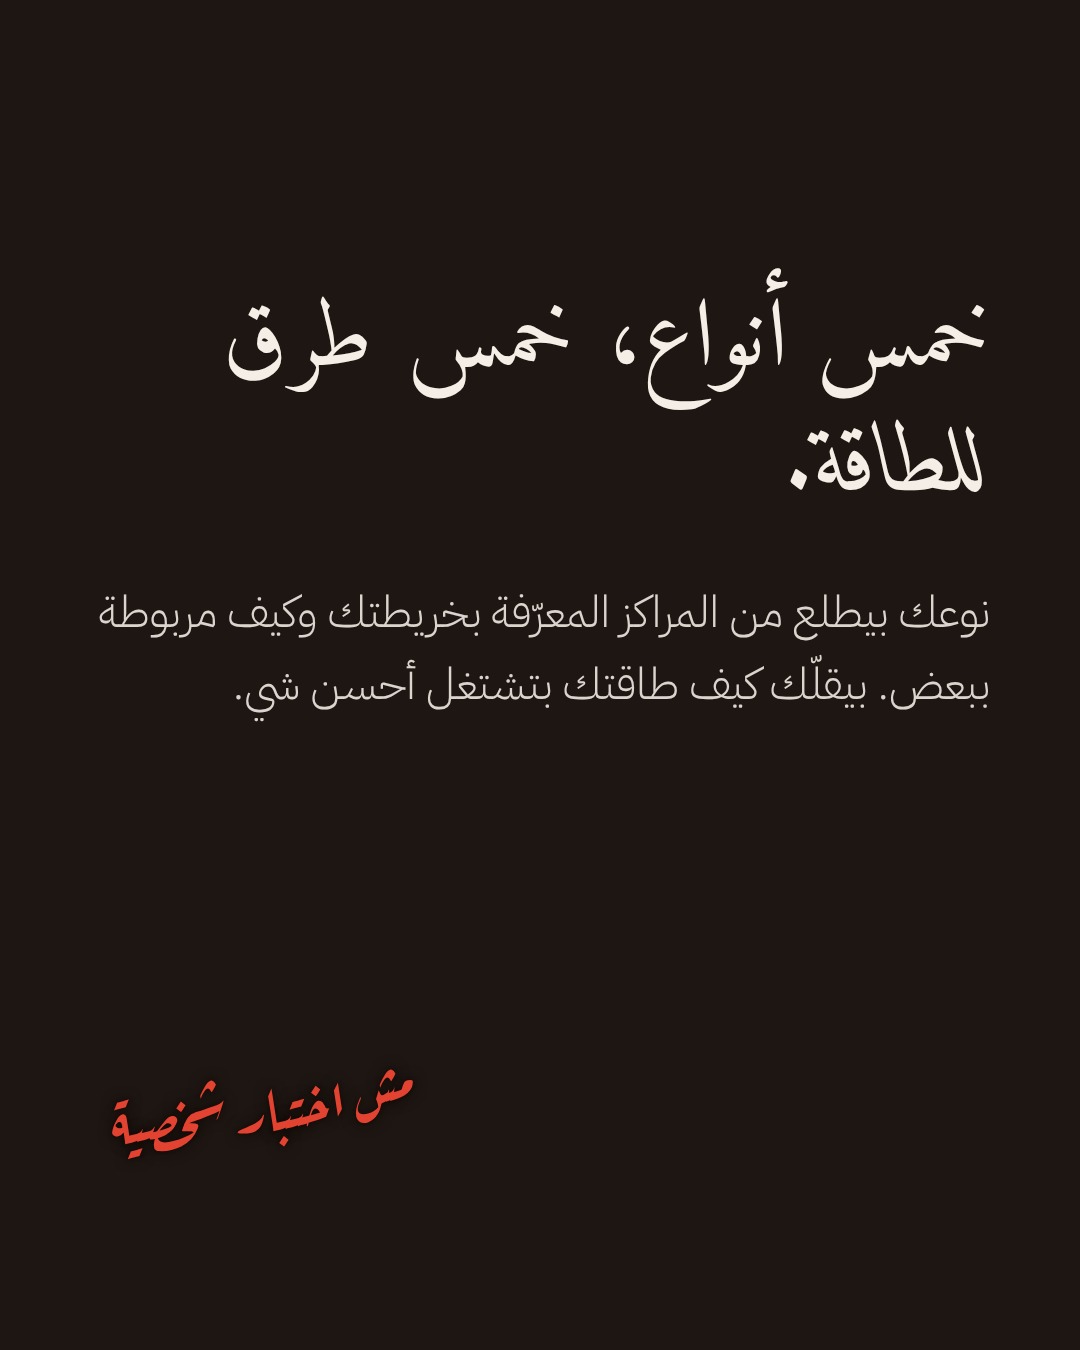 خمس أنواع، خمس طرق
للطاقة.
نوعك بيطلع من المراكز المعرّفة بخريطتك وكيف مربوطة
ببعض. بيقلّك كيف طاقتك بتشتغل أحسن شي.
مش اختبار شخصية